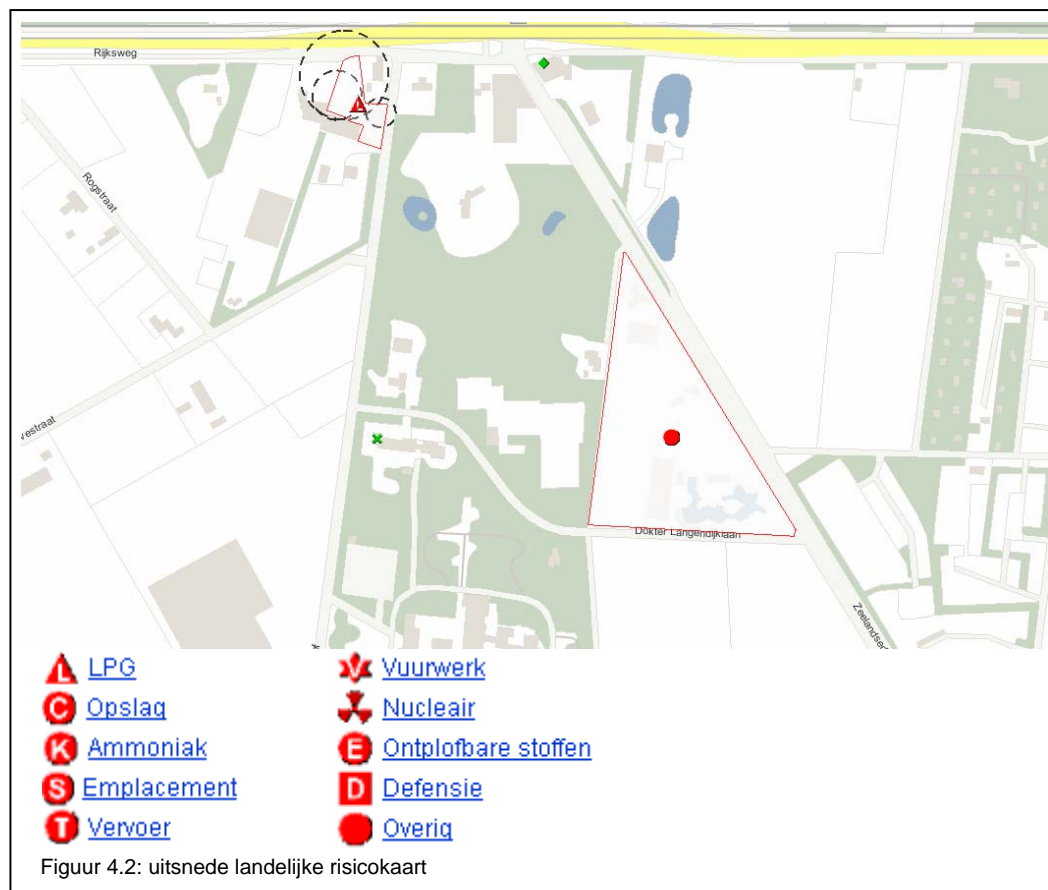 Rijksweg
Rogstraat
vestraat
Dokter Langendijklaan
Zeelandsed
L LPG
V Vuurwerk
C Opslag
Nucleair
K Ammoniak
E Ontplofbare stoffen
S Emplacement
D Defensie
T Vervoer
Overig
Figuur 4.2: uitsnede landelijke risicokaart